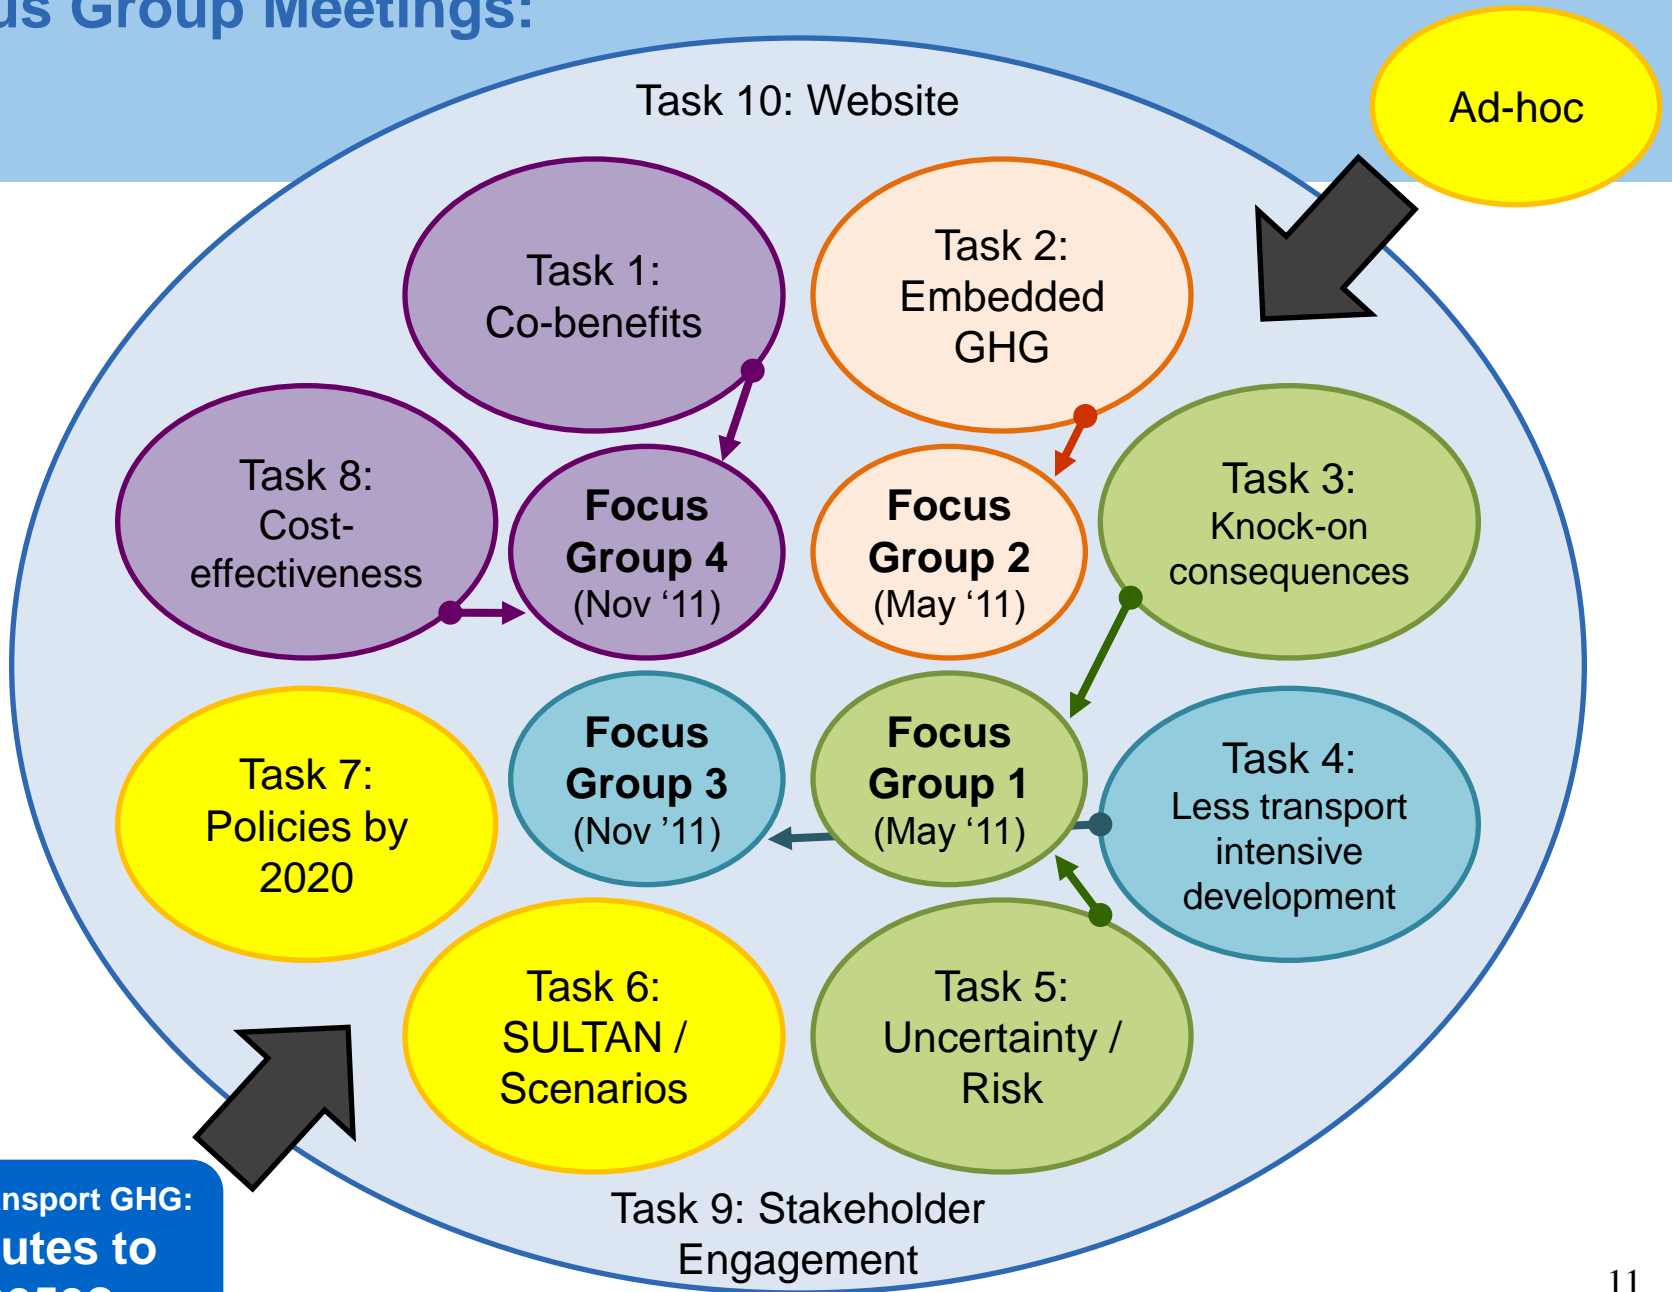 Group Meetings:
Task 10: Website
Ad-hoc
Task 1:
Co-benefits
Task 2:
Embedded
GHG
Task 8:
Cost-
effectiveness
Focus
Group 4
(Nov ‘11)
Focus
Group 2
(May ‘11)
Task 3:
Knock-on
consequences
Task 7:
Policies by
2020
Focus
Group 3
(Nov ’11)
Focus
Group 1
(May ‘11)
Task 4:
Less transport
intensive
development
Task 6:
SULTAN /
Scenarios
Task 5:
Uncertainty /
Risk
Task 9: Stakeholder
Engagement
GHG:
to
11